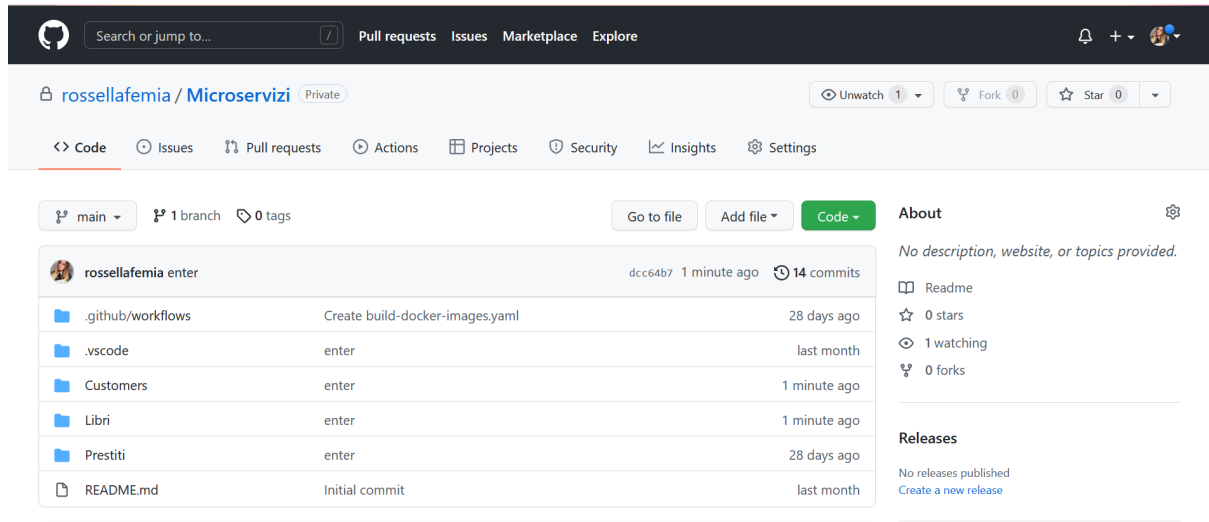 Search or jump to... / Pull requests Issues Marketplace Explore
rossellafemia / Microservizi Private Unwatch 1 Fork 0 Star 0
Code Issues Pull requests Actions Projects Security Insights Settings
main 1 branch 0 tags Go to file Add file Code
rossellafemia enter dcc64b7 1 minute ago 14 commits
.github/workflows Create build-docker-images.yaml 28 days ago
.vscode enter last month
Customers enter 1 minute ago
Libri enter 1 minute ago
Prestiti enter 28 days ago
README.md Initial commit last month
About
No description, website, or topics provided.
Readme
0 stars
1 watching
0 forks
Releases
No releases published
Create a new release